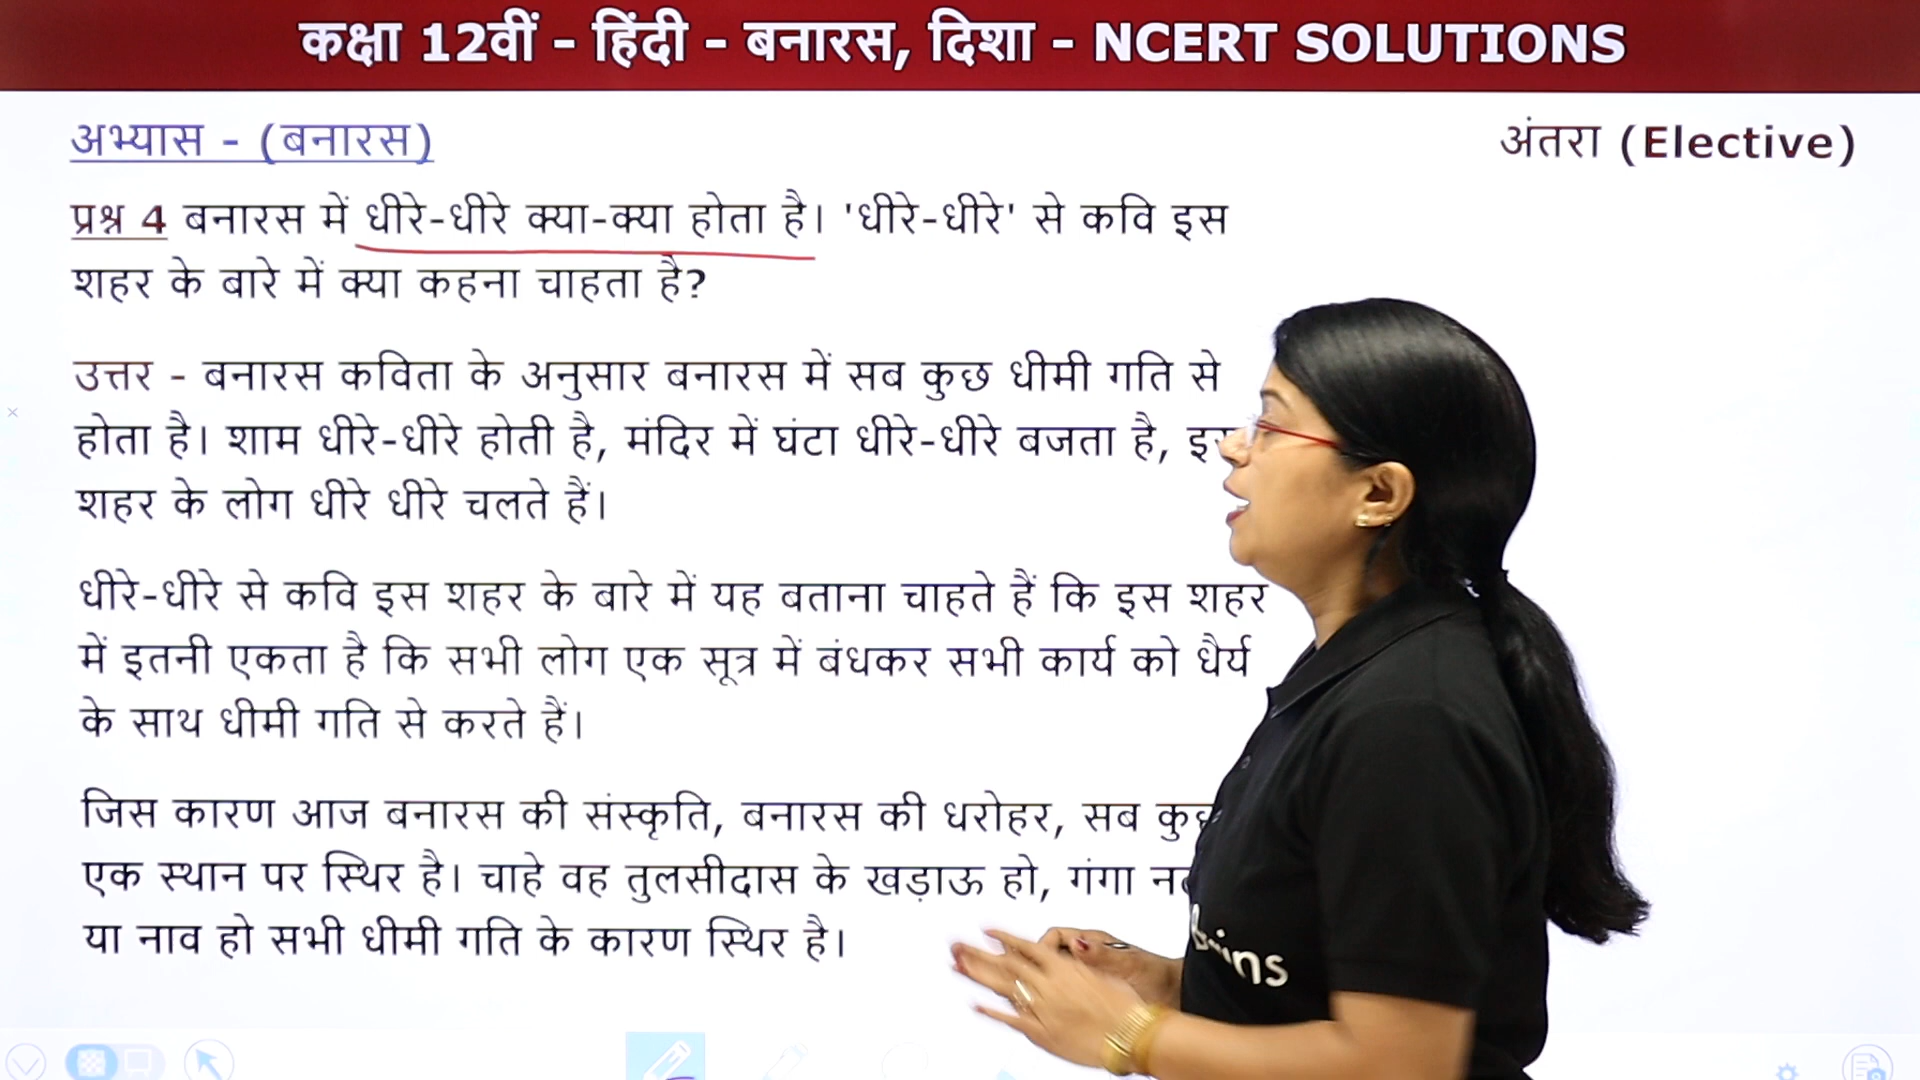 कक्षा 12वीं - हिंदी - बनारस, दिशा - NCERT SOLUTIONS
अभ्यास - (बनारस)
अंतरा (Elective)
प्रश्न 4 बनारस में धीरे-धीरे क्या-क्या होता है। 'धीरे-धीरे' से कवि इस
शहर के बारे में क्या कहना चाहता है?
उत्तर - बनारस कविता के अनुसार बनारस में सब कुछ धीमी गति से
होता है। शाम धीरे-धीरे होती है, मंदिर में घंटा धीरे-धीरे बजता है,
शहर के लोग धीरे धीरे चलते हैं।
धीरे-धीरे से कवि इस शहर के बारे में यह बताना चाहते हैं कि इस शहर
में इतनी एकता है कि सभी लोग एक सूत्र में बंधकर सभी कार्य को धैर्य
के साथ धीमी गति से करते हैं।
जिस कारण आज बनारस की संस्कृति, बनारस की धरोहर, सब
एक स्थान पर स्थिर है। चाहे वह तुलसीदास के खड़ाऊ हो, गंगा
या नाव हो सभी धीमी गति के कारण स्थिर है।